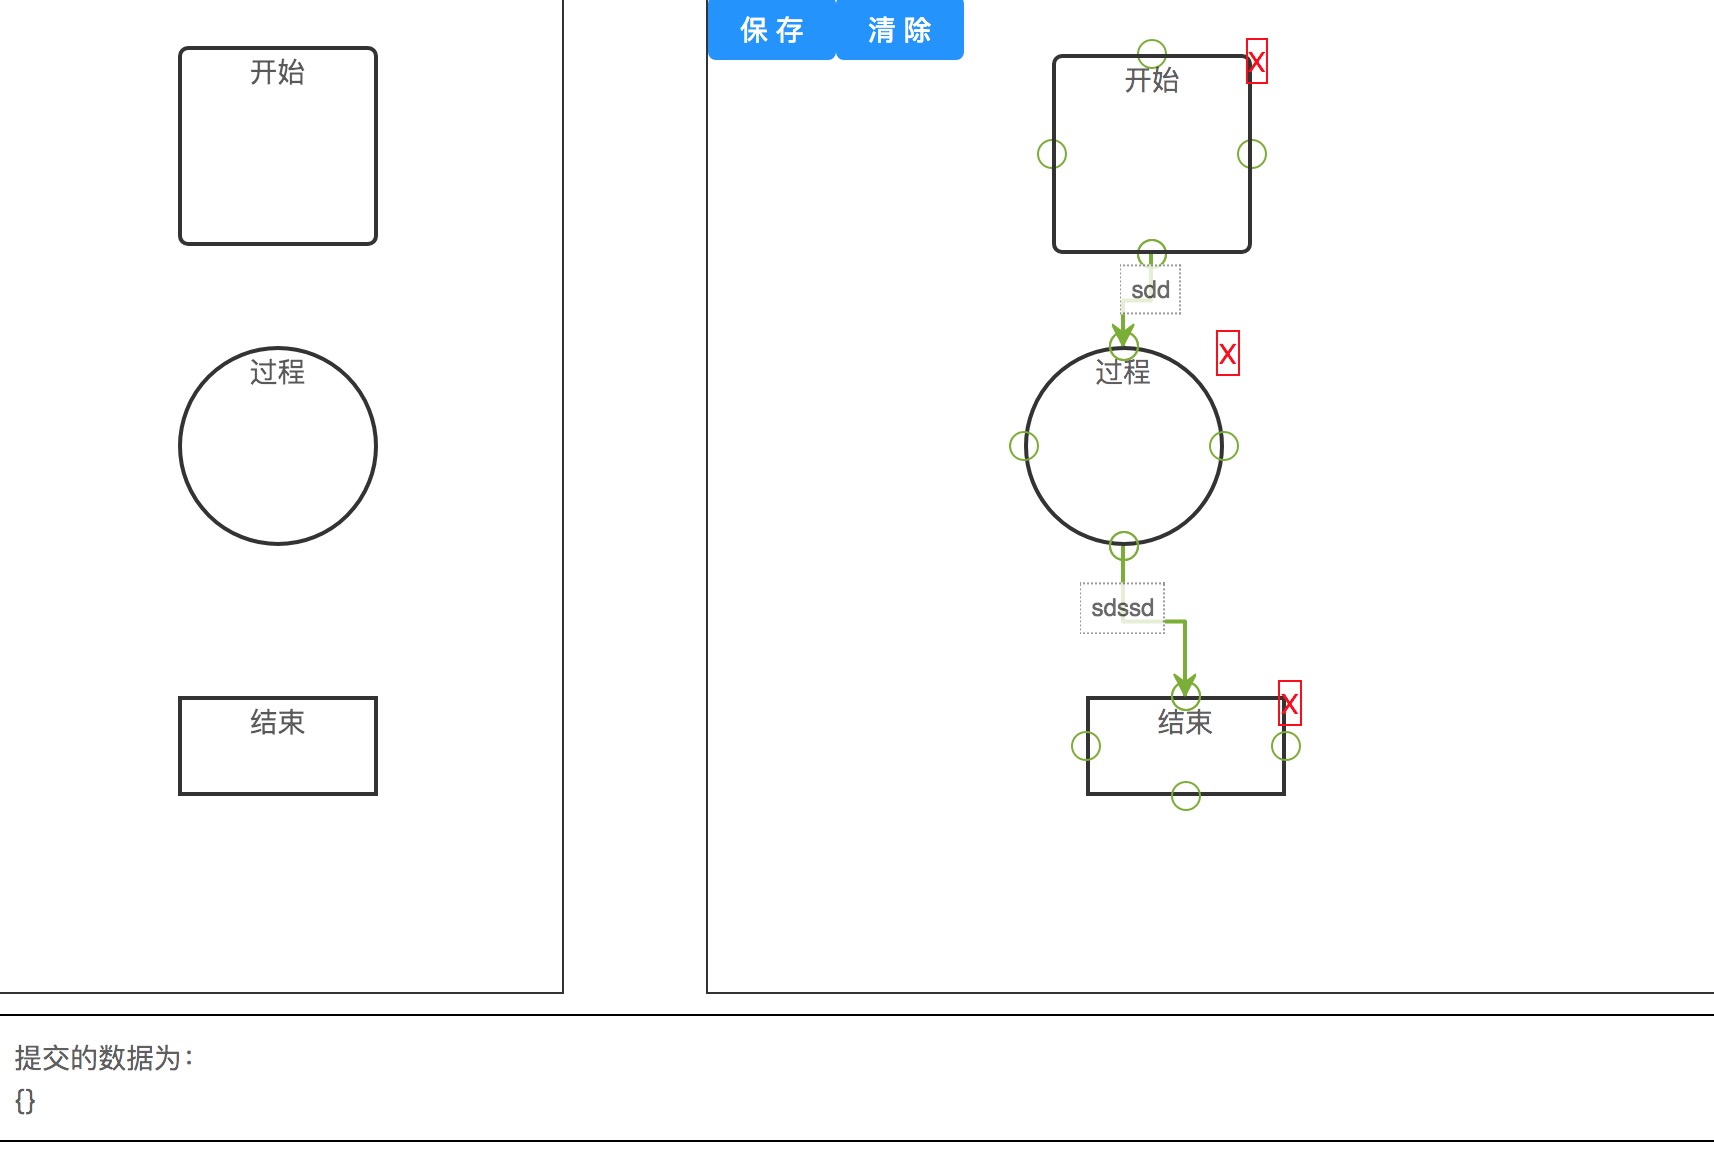 开始
过程
结束
保 存
清 除
开始
X
sdd
X
过程
sdssd
X
结束
提交的数据为：
{}